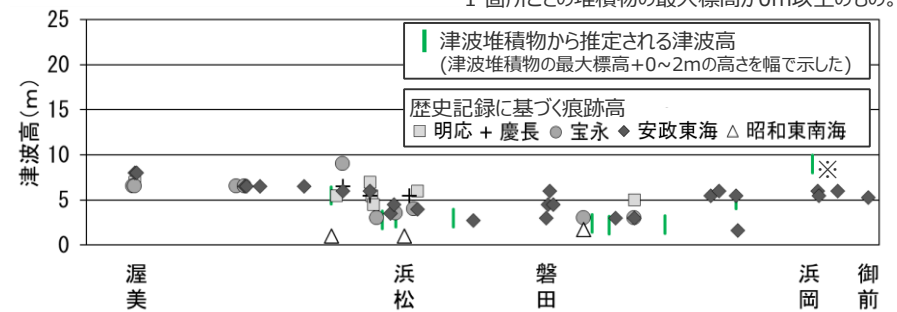 1 箇所ごとの堆積物の最大標高が0m以上のもの。
津波堆積物から推定される津波高
(津波堆積物の最大標高+0~2mの高さを幅で示した)
歴史記録に基づく痕跡高
明応 慶長 宝永 安政東海 昭和東南海
津波高(m)
25
20
15
10
5
0
※
渥美
浜松
磐田
浜岡
御前